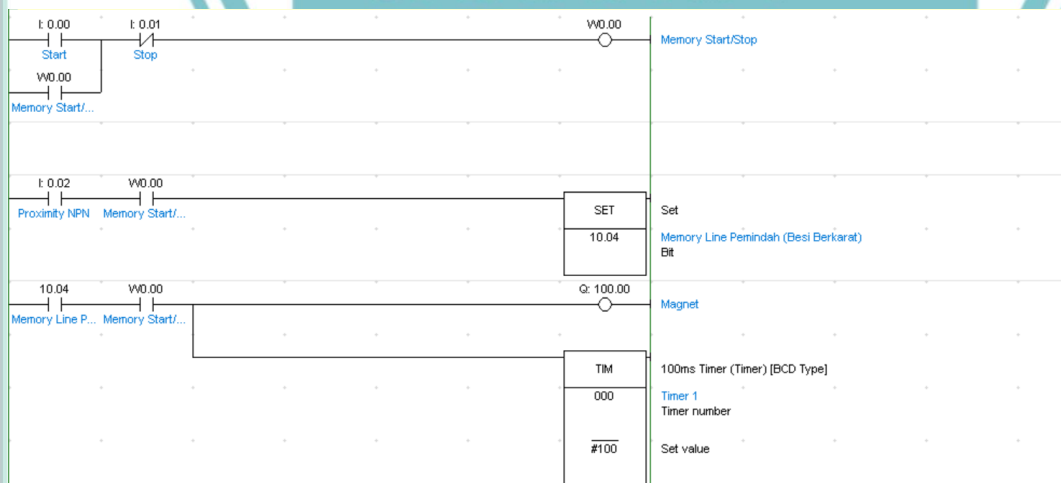 I: 0.00 I: 0.01 W0.00
Start Stop Memory Start/Stop
W0.00
Memory Start/...
I: 0.02 W0.00
Proximity NPN Memory Start/... SET Set
10.04 Memory Line Pemindah (Besi Berkarat)
Bit
10.04 W0.00 Q: 100.00
Memory Line P... Memory Start/... Magnet
TIM 100ms Timer (Timer) [BCD Type]
000 Timer 1
Timer number
#100 Set value